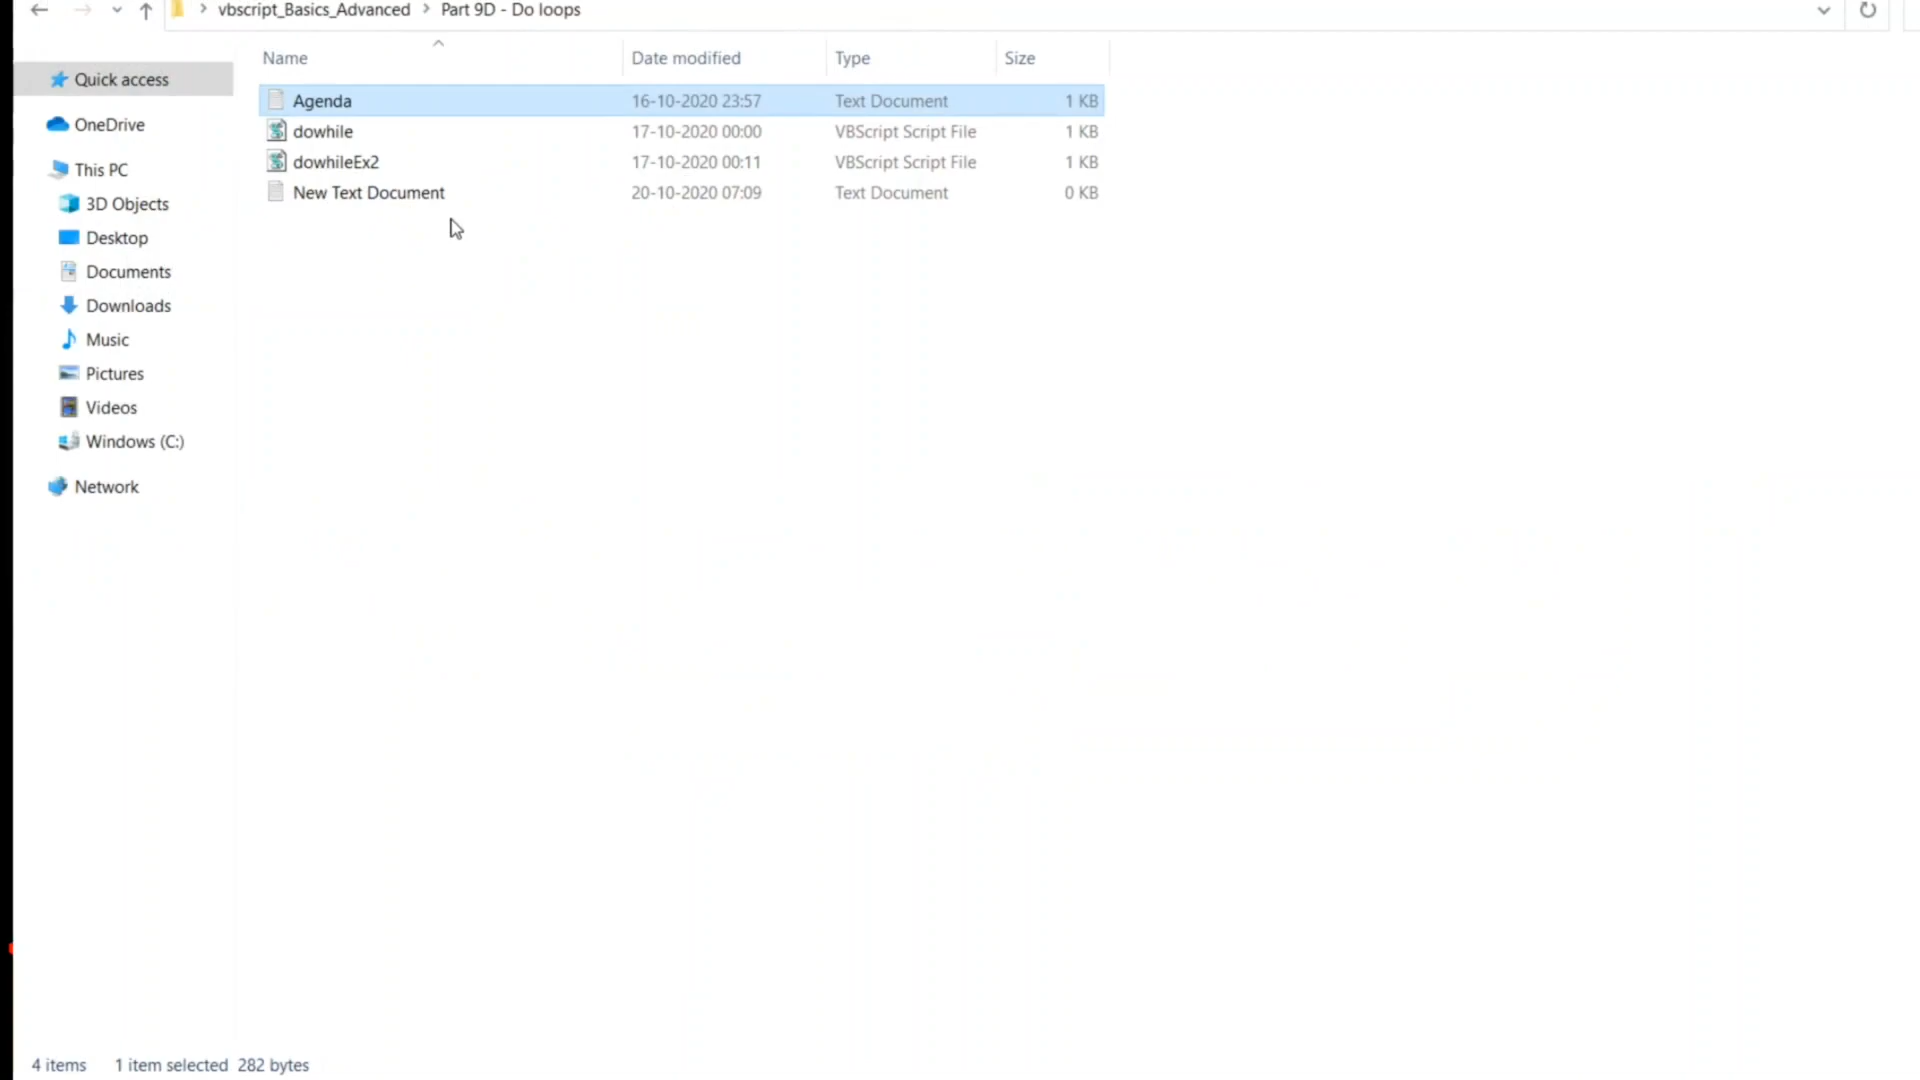 vbscript_Basics_Advanced > Part 9D - Do loops
Name Date modified Type Size
Quick access
OneDrive
This PC
3D Objects
Desktop
Documents
Downloads
Music
Pictures
Videos
Windows (C:)
Network
Agenda 16-10-2020 23:57 Text Document 1 KB
dowhile 17-10-2020 00:00 VBScript Script File 1 KB
dowhileEx2 17-10-2020 00:11 VBScript Script File 1 KB
New Text Document 20-10-2020 07:09 Text Document 0 KB
4 items 1 item selected 282 bytes